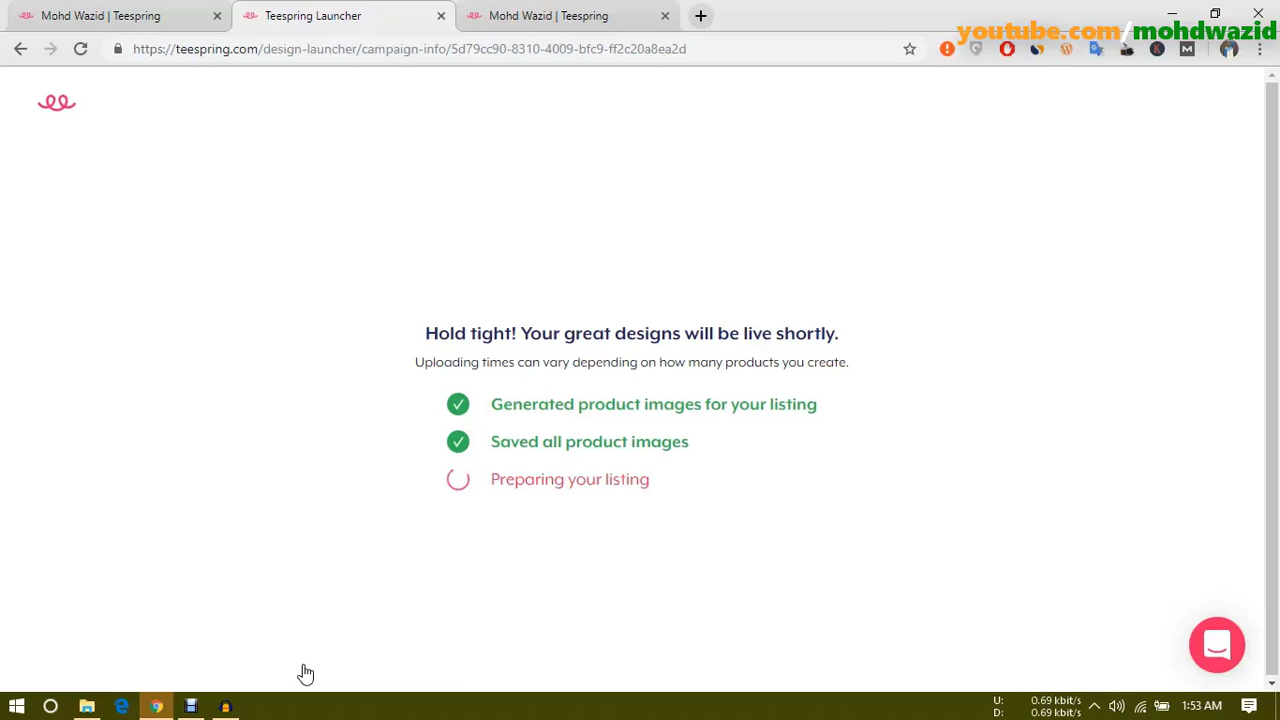 Mohd Wazid | Teespring
Teespring Launcher
Mohd Wazid | Teespring
youtube.com/mohdwazid
https://teespring.com/design-launcher/campaign-info/5d79cc90-8310-4009-bfc9-ff2c20a8ea2d
Hold tight! Your great designs will be live shortly.
Uploading times can vary depending on how many products you create.
Generated product images for your listing
Saved all product images
Preparing your listing
U: 0.69 kbit/s
D: 0.69 kbit/s
1:53 AM